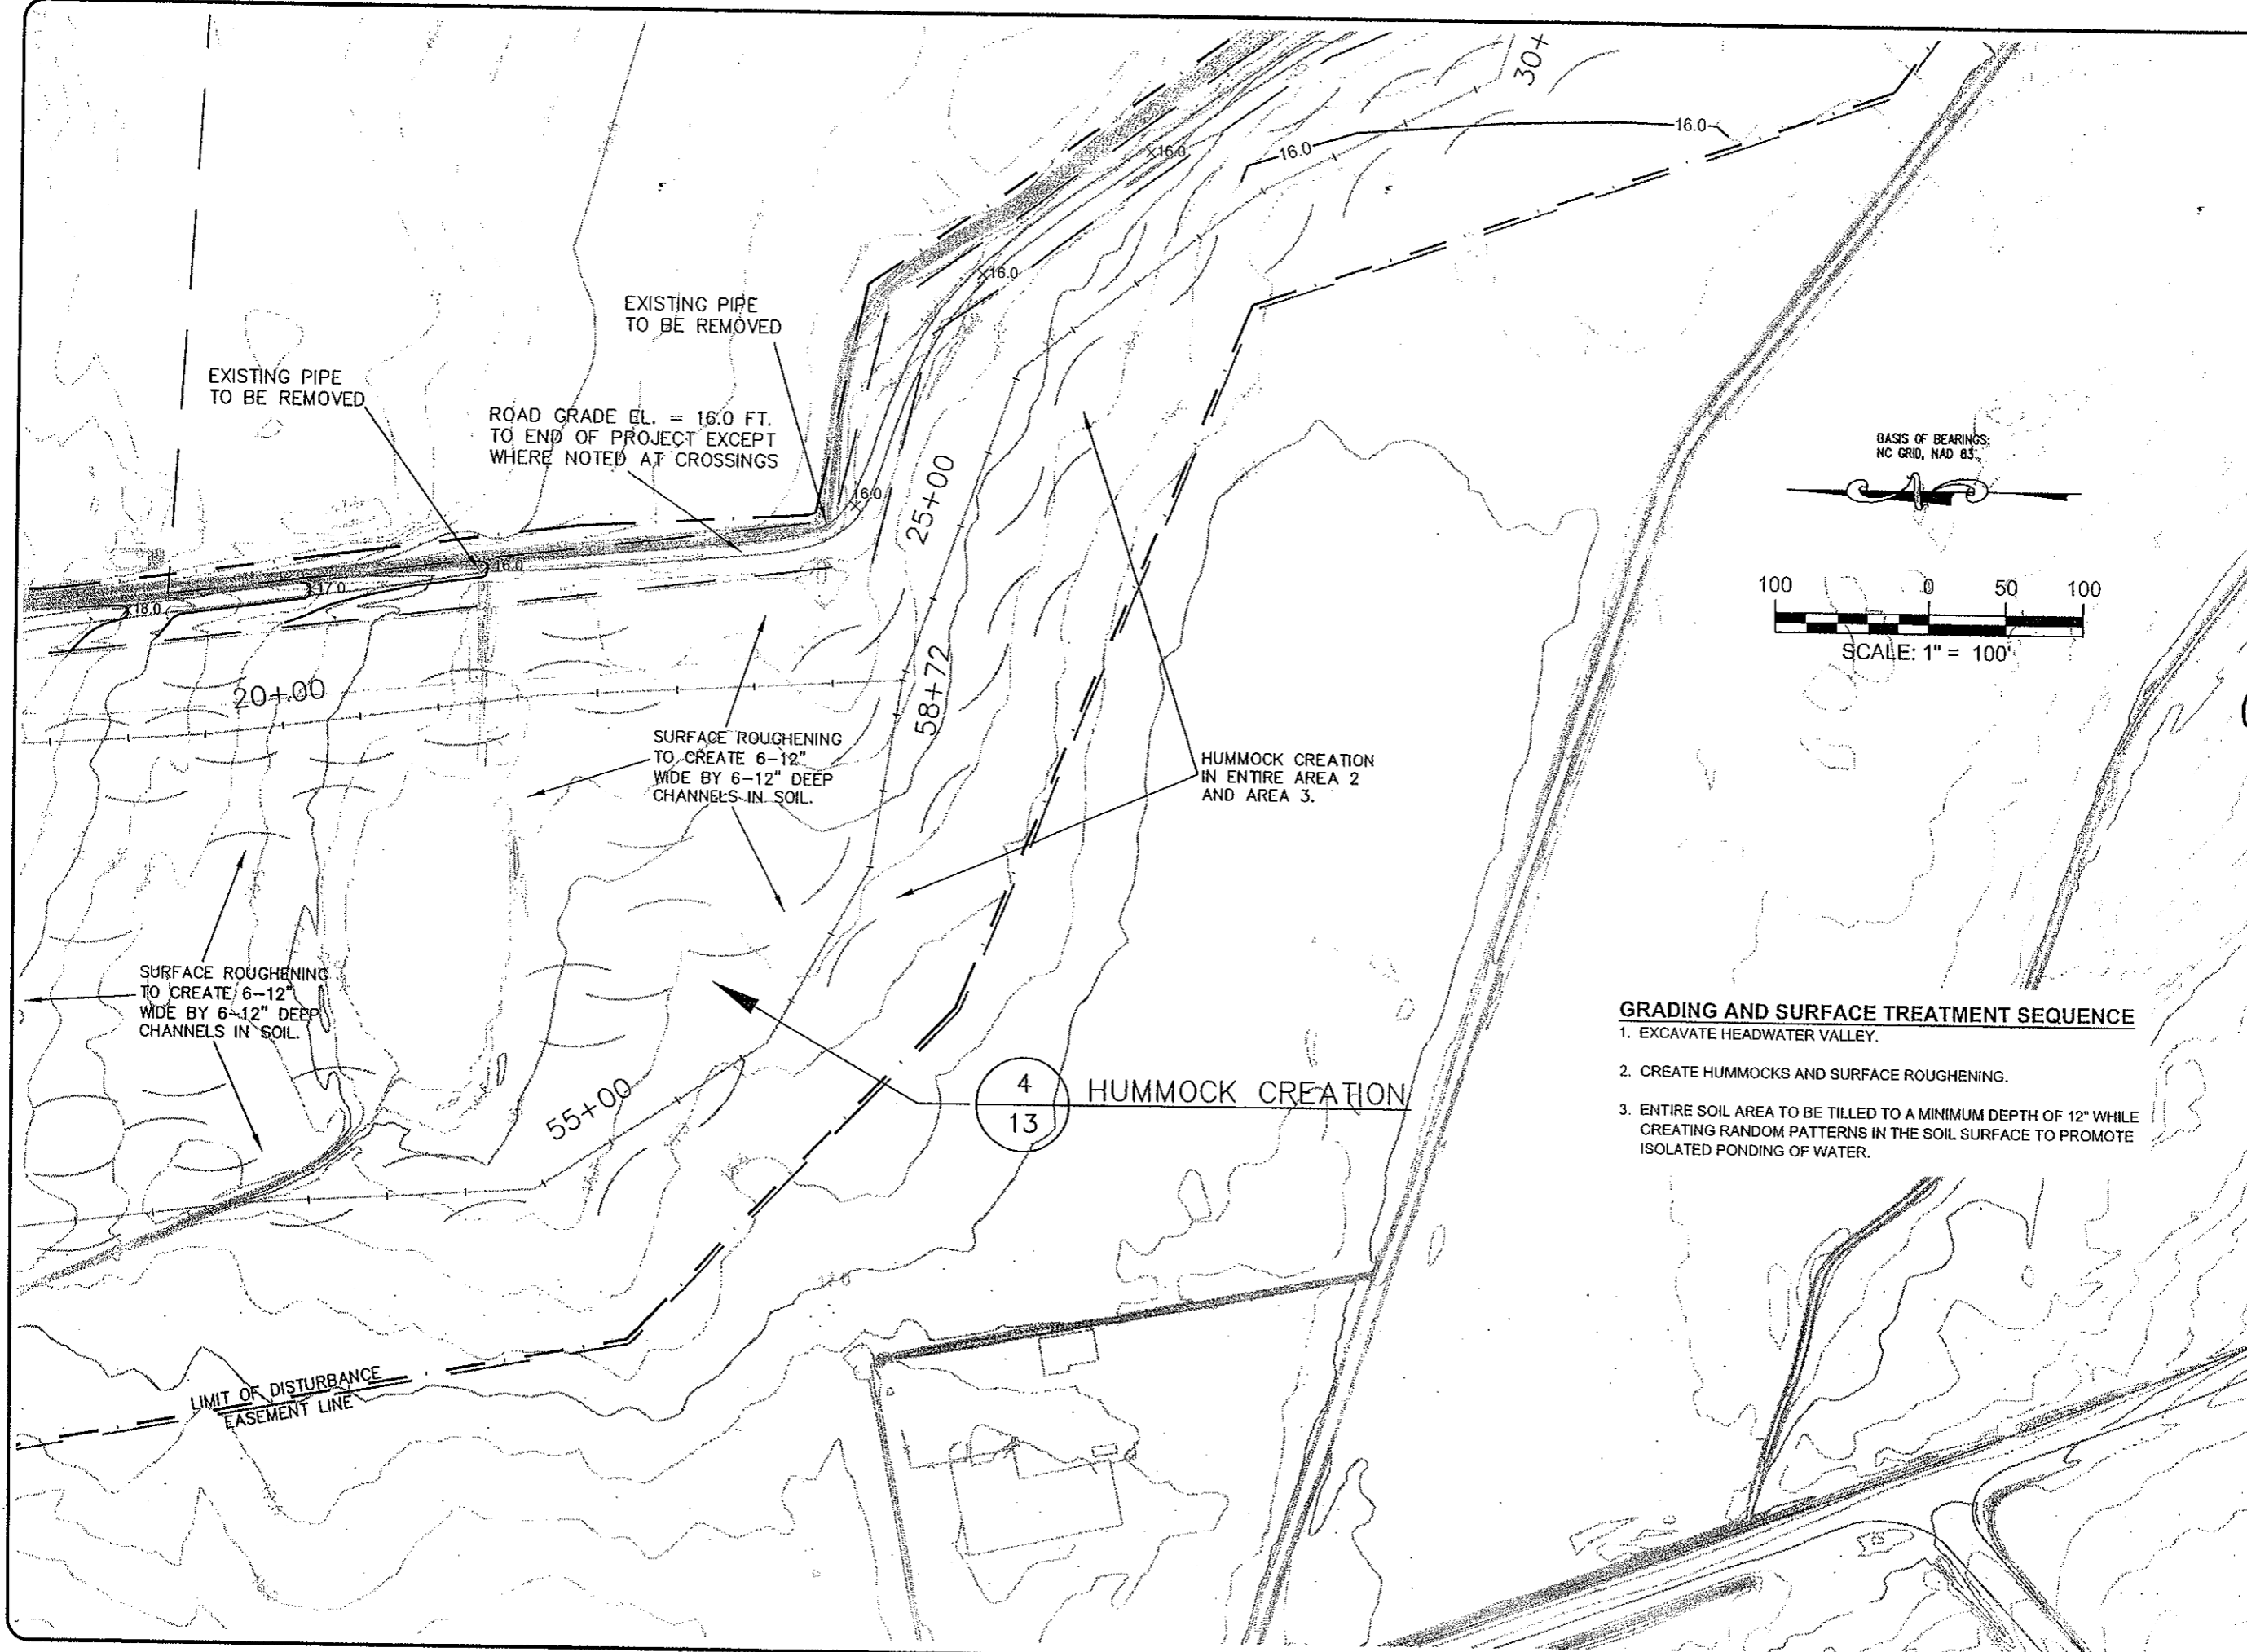 30+
16.0
16.0
X16.0
X16.0
EXISTING PIPE
TO BE REMOVED
EXISTING PIPE
TO BE REMOVED
ROAD GRADE EL. = 16.0 FT.
TO END OF PROJECT EXCEPT
WHERE NOTED AT CROSSINGS
16.0
25+00
BASIS OF BEARINGS:
NC GRID, NAD 83.
16.0
17.0
18.0
100 0 50 100
SCALE: 1" = 100'
20+00
58+72
SURFACE ROUGHENING
TO CREATE 6-12"
WIDE BY 6-12" DEEP
CHANNELS IN SOIL.
HUMMOCK CREATION
IN ENTIRE AREA 2
AND AREA 3.
SURFACE ROUGHENING
TO CREATE 6-12"
WIDE BY 6-12" DEEP
CHANNELS IN SOIL.
GRADING AND SURFACE TREATMENT SEQUENCE
1. EXCAVATE HEADWATER VALLEY.
2. CREATE HUMMOCKS AND SURFACE ROUGHENING.
3. ENTIRE SOIL AREA TO BE TILLED TO A MINIMUM DEPTH OF 12" WHILE
CREATING RANDOM PATTERNS IN THE SOIL SURFACE TO PROMOTE
ISOLATED PONDING OF WATER.
55+00
4
13
HUMMOCK CREATION
LIMIT OF DISTURBANCE
EASEMENT LINE